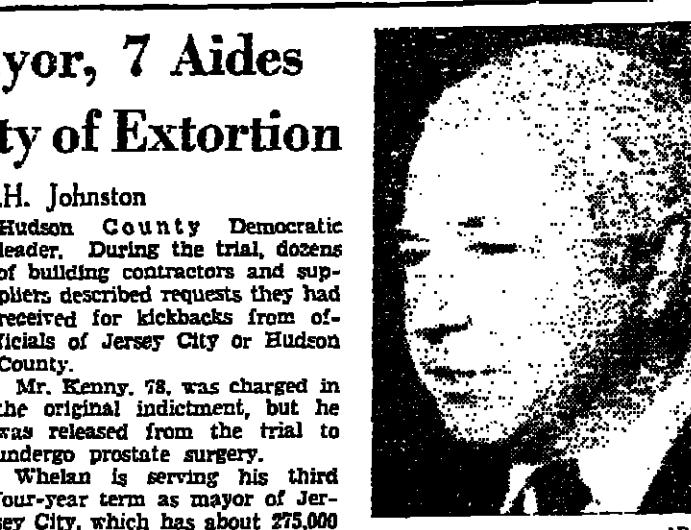 yor, 7 Aides
ty of Extortion
.H. Johnston
Hudson County Democratic
leader. During the trial, dozens
of building contractors and sup-
pliers described requests they had
received for kickbacks from of-
ficials of Jersey City or Hudson
County.
Mr. Kenny, 78, was charged in
the original indictment, but he
was released from the trial to
undergo prostate surgery.
Whelan is serving his third
four-year term as mayor of Jer-
sey City, which has about 275,000